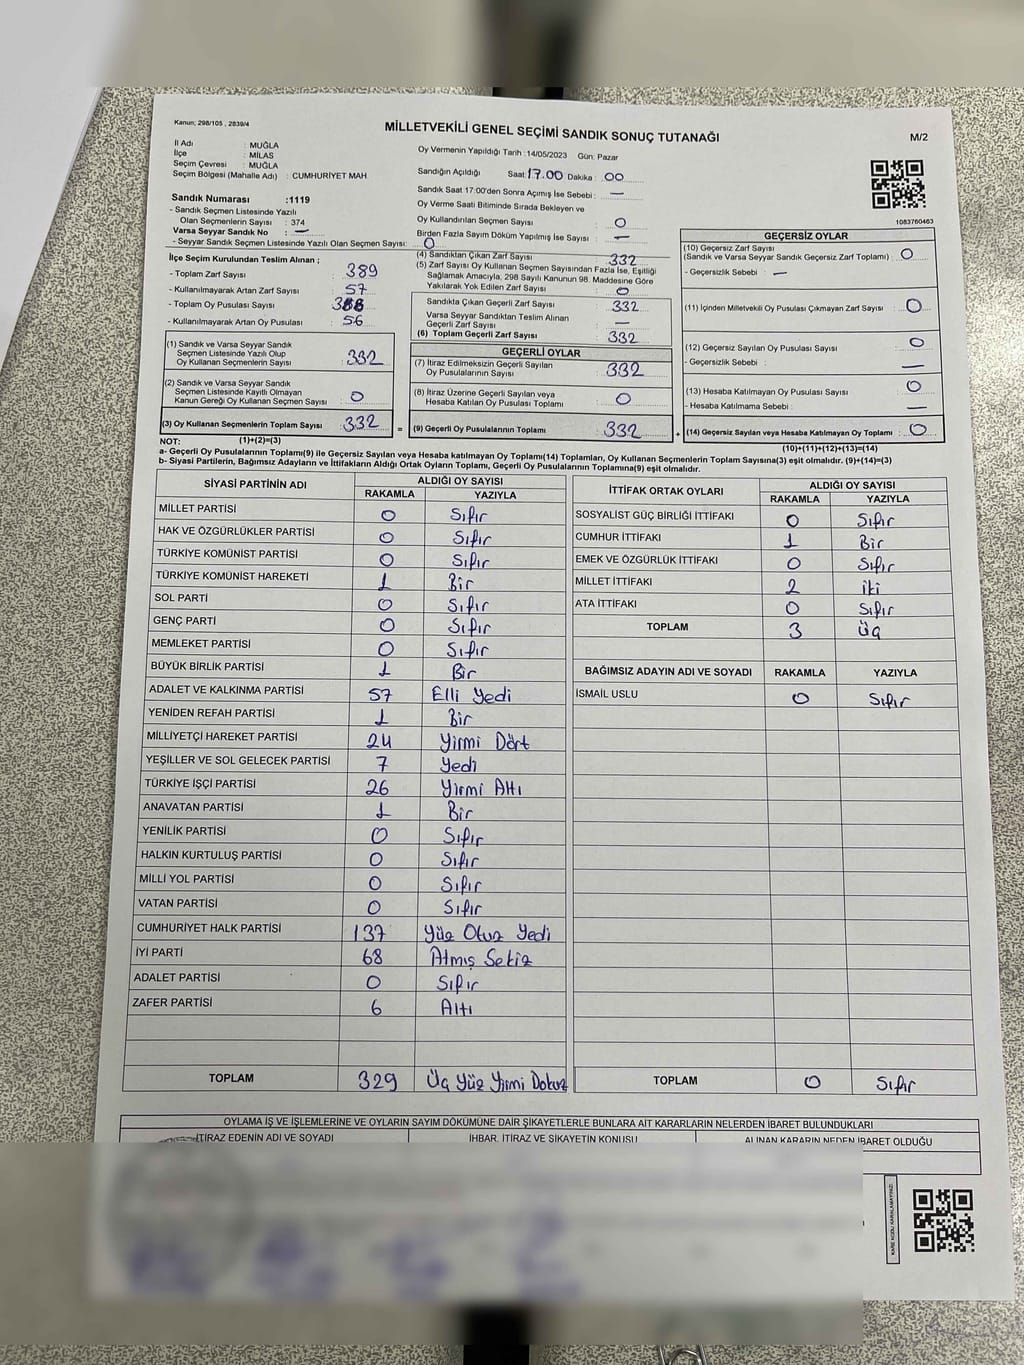 Kanun; 298/105 , 2839/4
MİLLETVEKİLİ GENEL SEÇİMİ SANDIK SONUÇ TUTANAĞI
M/2
İl Adı : MUĞLA
İlçe : MİLAS
Seçim Çevresi : MUĞLA
Seçim Bölgesi (Mahalle Adı) : CUMHURİYET MAH
Sandık Numarası :1119
- Sandık Seçmen Listesinde Yazılı
Olan Seçmenlerin Sayısı : 374
Varsa Seyyar Sandık No : —
- Seyyar Sandık Seçmen Listesinde Yazılı Olan Seçmen Sayısı: 0
Oy Vermenin Yapıldığı Tarih :14/05/2023 Gün: Pazar
Sandığın Açıldığı Saat: 17.00 Dakika : 00
Sandık Saat 17:00'den Sonra Açımış İse Sebebi : —
Oy Verme Saati Bitiminde Sırada Bekleyen ve
Oy Kullandırılan Seçmen Sayısı : 0
Birden Fazla Sayım Döküm Yapılmış İse Sayısı : —
1083760463
İlçe Seçim Kurulundan Teslim Alınan ;
- Toplam Zarf Sayısı : 389
- Kullanılmayarak Artan Zarf Sayısı : 57
- Toplam Oy Pusulası Sayısı : 388
- Kullanılmayarak Artan Oy Pusulası : 56
(1) Sandık ve Varsa Seyyar Sandık
Seçmen Listesinde Yazılı Olup
Oy Kullanan Seçmenlerin Sayısı : 332
(2) Sandık ve Varsa Seyyar Sandık
Seçmen Listesinde Kayıtlı Olmayan
Kanun Gereği Oy Kullanan Seçmen Sayısı : 0
(3) Oy Kullanan Seçmenlerin Toplam Sayısı : 332
(4) Sandıktan Çıkan Zarf Sayısı : 332
(5) Zarf Sayısı Oy Kullanan Seçmen Sayısından Fazla İse, Eşitliği
Sağlamak Amacıyla, 298 Sayılı Kanunun 98. Maddesine Göre
Yakılarak Yok Edilen Zarf Sayısı : 0
Sandıkta Çıkan Geçerli Zarf Sayısı : 332
Varsa Seyyar Sandıktan Teslim Alınan
Geçerli Zarf Sayısı : —
(6) Toplam Geçerli Zarf Sayısı : 332
GEÇERLİ OYLAR
(7) İtiraz Edilmeksizin Geçerli Sayılan
Oy Pusulalarının Sayısı : 332
(8) İtiraz Üzerine Geçerli Sayılan veya
Hesaba Katılan Oy Pusulası Toplamı : 0
= (9) Geçerli Oy Pusulalarının Toplamı : 332
GEÇERSİZ OYLAR
(10) Geçersiz Zarf Sayısı
(Sandık ve Varsa Seyyar Sandık Geçersiz Zarf Toplamı) : 0
- Geçersizlik Sebebi : —
(11) İçinden Milletvekili Oy Pusulası Çıkmayan Zarf Sayısı : 0
(12) Geçersiz Sayılan Oy Pusulası Sayısı : 0
- Geçersizlik Sebebi : —
(13) Hesaba Katılmayan Oy Pusulası Sayısı : 0
- Hesaba Katılmama Sebebi : —
+ (14) Geçersiz Sayılan veya Hesaba Katılmayan Oy Toplamı : 0
NOT: (1)+(2)=(3)
(10)+(11)+(12)+(13)=(14)
a- Geçerli Oy Pusulalarının Toplamı(9) ile Geçersiz Sayılan veya Hesaba Katılmayan Oy Toplamı(14) Toplamları, Oy Kullanan Seçmenlerin Toplam Sayısına(3) eşit olmalıdır. (9)+(14)=(3)
b- Siyasi Partilerin, Bağımsız Adayların ve İttifakların Aldığı Ortak Oyların Toplamı, Geçerli Oy Pusulalarının Toplamına(9) eşit olmalıdır.
SİYASİ PARTİNİN ADI ALDIĞI OY SAYISI
RAKAMLA YAZIYLA
MİLLET PARTİSİ 0 Sıfır
HAK VE ÖZGÜRLÜKLER PARTİSİ 0 Sıfır
TÜRKİYE KOMÜNİST PARTİSİ 0 Sıfır
TÜRKİYE KOMÜNİST HAREKETİ 1 Bir
SOL PARTİ 0 Sıfır
GENÇ PARTİ 0 Sıfır
MEMLEKET PARTİSİ 0 Sıfır
BÜYÜK BİRLİK PARTİSİ 1 Bir
ADALET VE KALKINMA PARTİSİ 57 Elli Yedi
YENİDEN REFAH PARTİSİ 1 Bir
MİLLİYETÇİ HAREKET PARTİSİ 24 Yirmi Dört
YEŞİLLER VE SOL GELECEK PARTİSİ 7 Yedi
TÜRKİYE İŞÇİ PARTİSİ 26 Yirmi Altı
ANAVATAN PARTİSİ 1 Bir
YENİLİK PARTİSİ 0 Sıfır
HALKIN KURTULUŞ PARTİSİ 0 Sıfır
MİLLİ YOL PARTİSİ 0 Sıfır
VATAN PARTİSİ 0 Sıfır
CUMHURİYET HALK PARTİSİ 137 Yüz Otuz Yedi
İYİ PARTİ 68 Atmış Sekiz
ADALET PARTİSİ 0 Sıfır
ZAFER PARTİSİ 6 Altı
TOPLAM 329 Üç Yüz Yirmi Dokuz
İTTİFAK ORTAK OYLARI ALDIĞI OY SAYISI
RAKAMLA YAZIYLA
SOSYALİST GÜÇ BİRLİĞİ İTTİFAKI 0 Sıfır
CUMHUR İTTİFAKI 1 Bir
EMEK VE ÖZGÜRLÜK İTTİFAKI 0 Sıfır
MİLLET İTTİFAKI 2 iki
ATA İTTİFAKI 0 Sıfır
TOPLAM 3 Üç
BAĞIMSIZ ADAYIN ADI VE SOYADI RAKAMLA YAZIYLA
İSMAİL USLU 0 Sıfır
TOPLAM 0 Sıfır
OYLAMA İŞ VE İŞLEMLERİNE VE OYLARIN SAYIM DÖKÜMÜNE DAİR ŞİKAYETLERLE BUNLARA AİT KARARLARIN NELERDEN İBARET BULUNDUKLARI
İTİRAZ EDENİN ADI VE SOYADI İHBAR, İTİRAZ VE ŞİKAYETİN KONUSU ALINAN KARARIN NEDEN İBARET OLDUĞU
KARE KODU KARALAMAYINIZ!